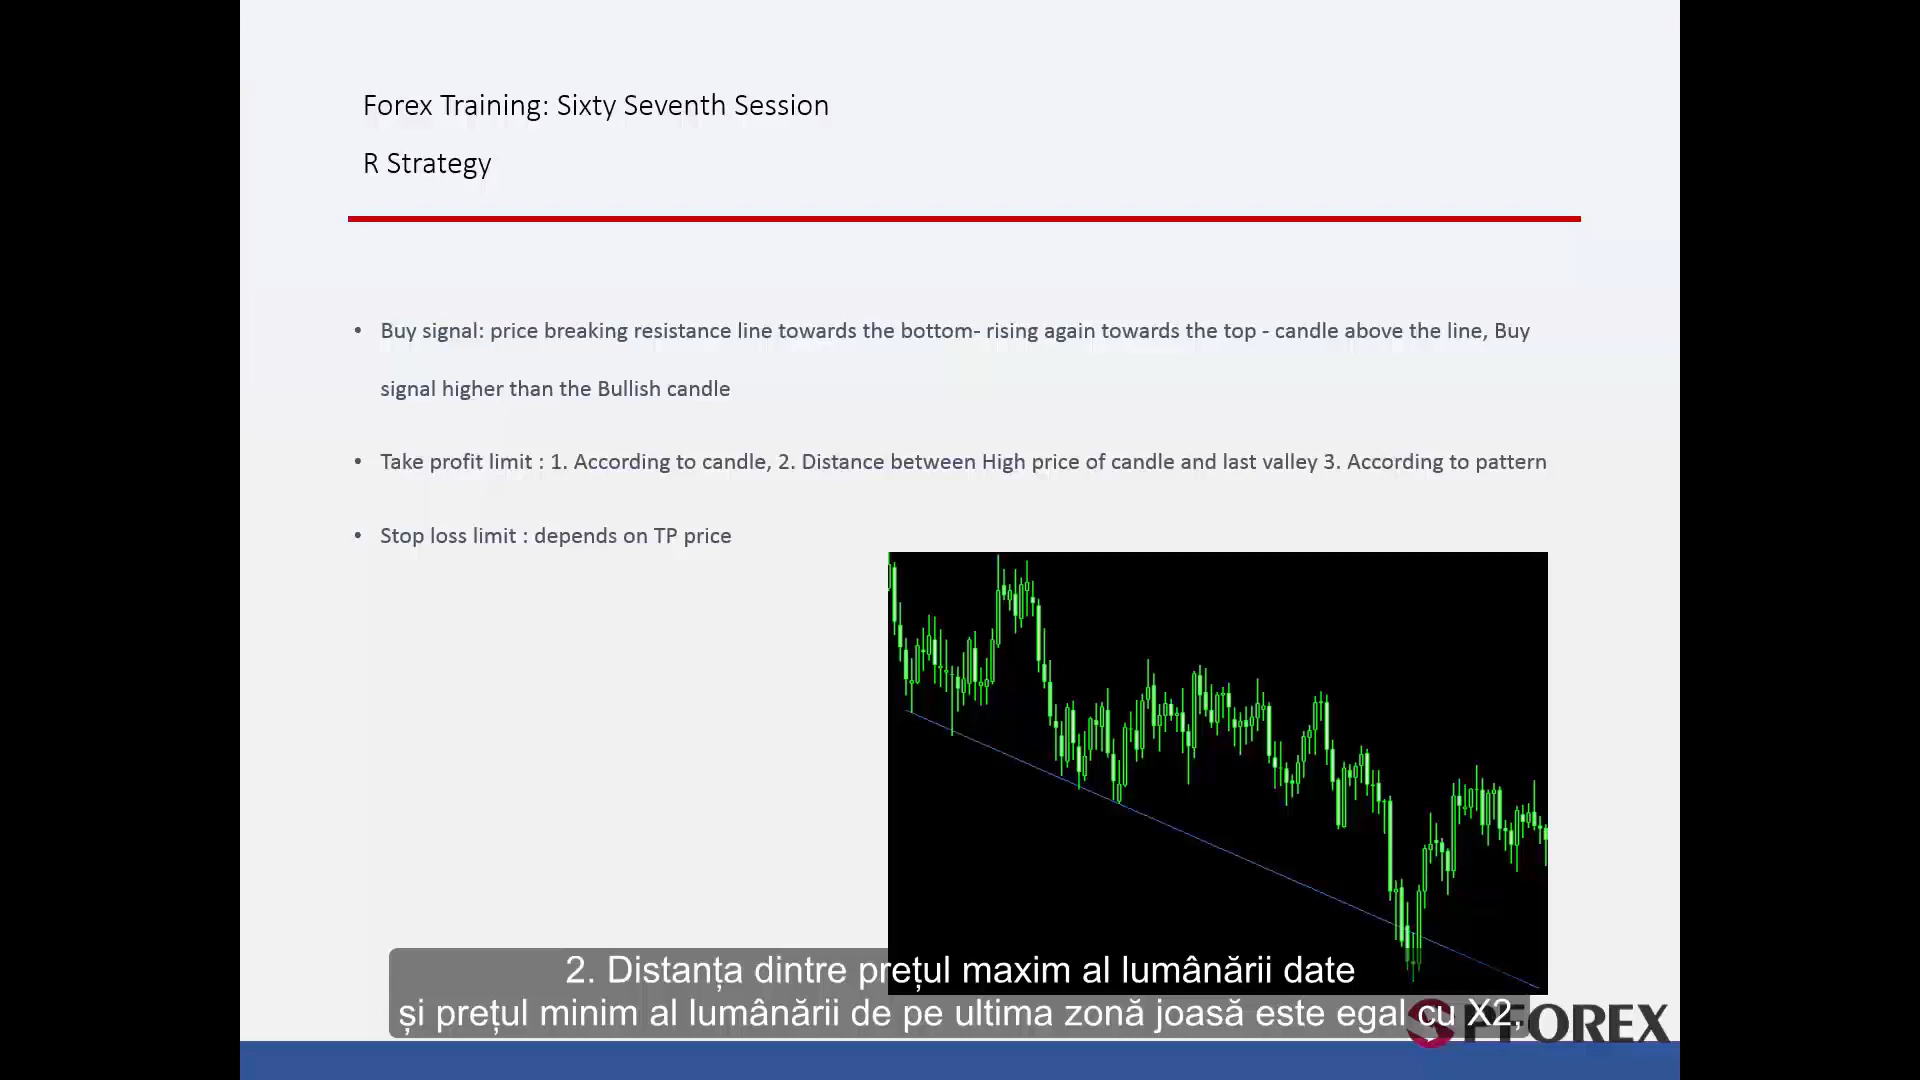 Forex Training: Sixty Seventh Session
R Strategy
• Buy signal: price breaking resistance line towards the bottom- rising again towards the top - candle above the line, Buy
signal higher than the Bullish candle
• Take profit limit : 1. According to candle, 2. Distance between High price of candle and last valley 3. According to pattern
• Stop loss limit : depends on TP price
2. Distanța dintre prețul maxim al lumânării date
și prețul minim al lumânării de pe ultima zonă joasă este egal cu X2,
PFOREX